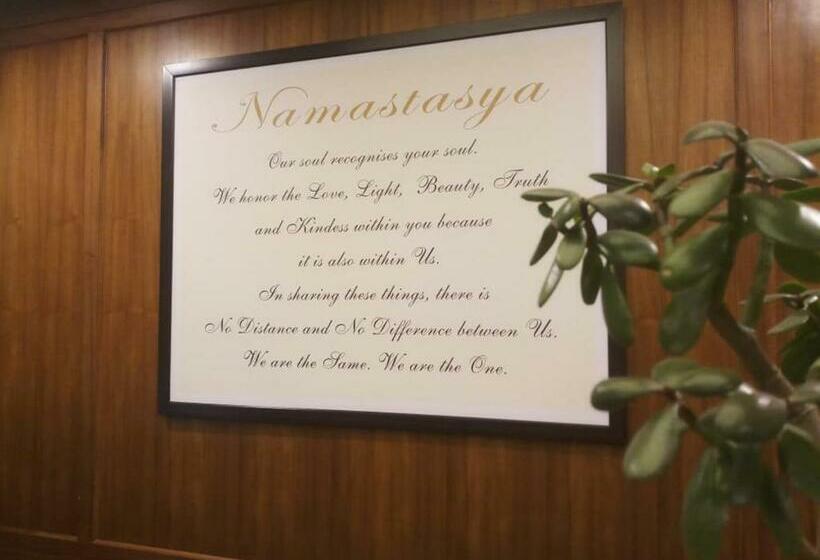 Namastasya
Our soul recognises your soul.
We honor the Love, Light, Beauty, Truth
and Kindess within you because
it is also within Us.
In sharing these things, there is
No Distance and No Difference between Us.
We are the Same. We are the One.